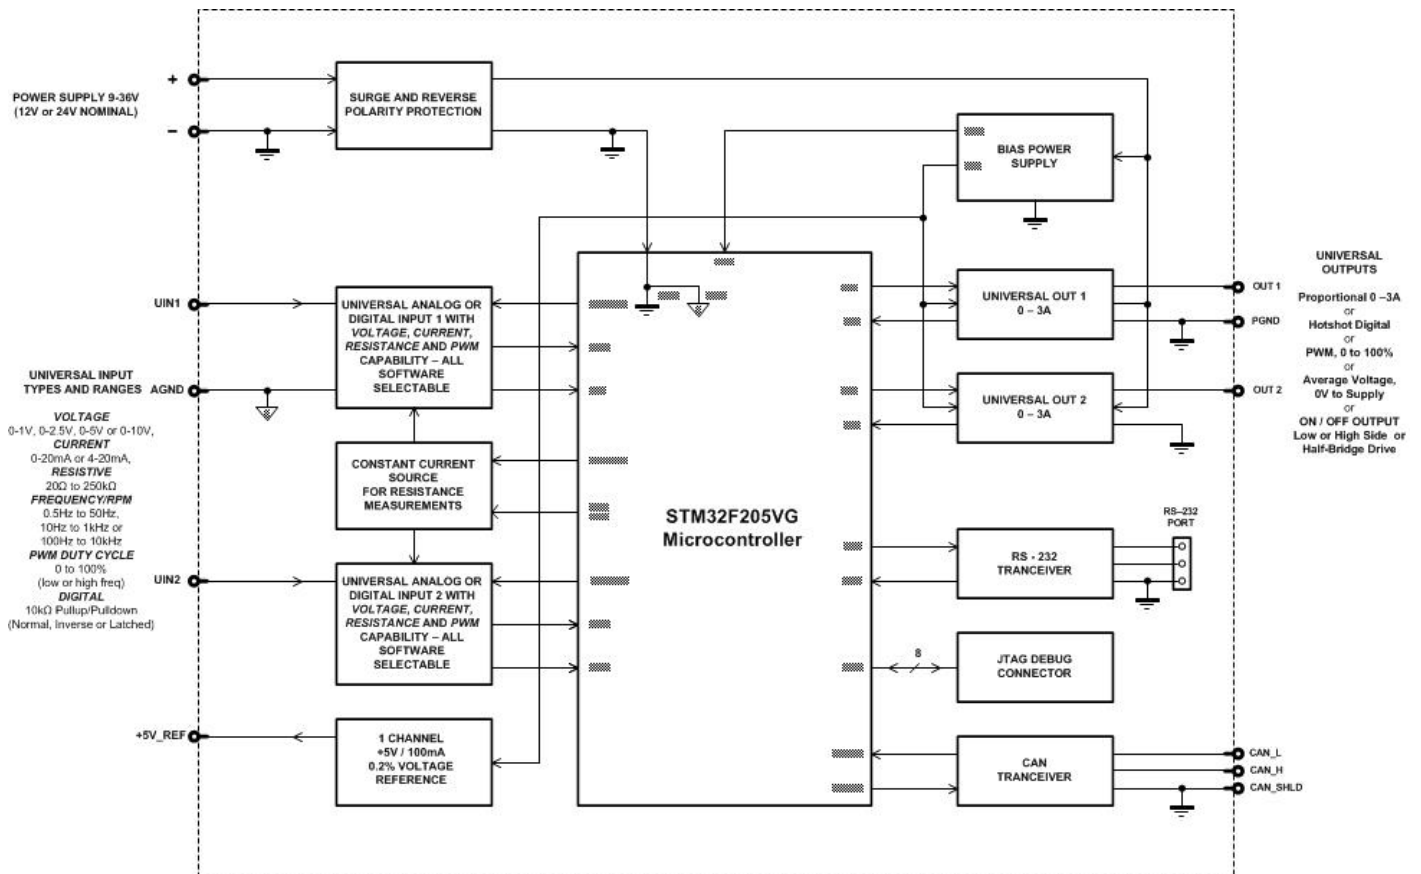 POWER SUPPLY 9-36V
(12V or 24V NOMINAL)
+
−
SURGE AND REVERSE
POLARITY PROTECTION
BIAS POWER
SUPPLY
UIN1
UNIVERSAL ANALOG OR
DIGITAL INPUT 1 WITH
VOLTAGE, CURRENT,
RESISTANCE AND PWM
CAPABILITY – ALL
SOFTWARE
SELECTABLE
UNIVERSAL INPUT
TYPES AND RANGES
AGND
VOLTAGE
0-1V, 0-2.5V, 0-5V or 0-10V,
CURRENT
0-20mA or 4-20mA,
RESISTIVE
20Ω to 250kΩ
FREQUENCY/RPM
0.5Hz to 50Hz,
10Hz to 1kHz or
100Hz to 10kHz
PWM DUTY CYCLE
0 to 100%
(low or high freq)
DIGITAL
10kΩ Pullup/Pulldown
(Normal, Inverse or Latched)
CONSTANT CURRENT
SOURCE
FOR RESISTANCE
MEASUREMENTS
UIN2
UNIVERSAL ANALOG OR
DIGITAL INPUT 2 WITH
VOLTAGE, CURRENT,
RESISTANCE AND PWM
CAPABILITY – ALL
SOFTWARE
SELECTABLE
+5V_REF
1 CHANNEL
+5V / 100mA
0.2% VOLTAGE
REFERENCE
STM32F205VG
Microcontroller
UNIVERSAL OUT 1
0 – 3A
UNIVERSAL OUT 2
0 – 3A
RS - 232
TRANCEIVER
RS–232
PORT
8
JTAG DEBUG
CONNECTOR
CAN
TRANCEIVER
OUT 1
PGND
OUT 2
CAN_L
CAN_H
CAN_SHLD
UNIVERSAL
OUTPUTS
Proportional 0 –3A
or
Hotshot Digital
or
PWM, 0 to 100%
or
Average Voltage,
0V to Supply
or
ON / OFF OUTPUT
Low or High Side or
Half-Bridge Drive